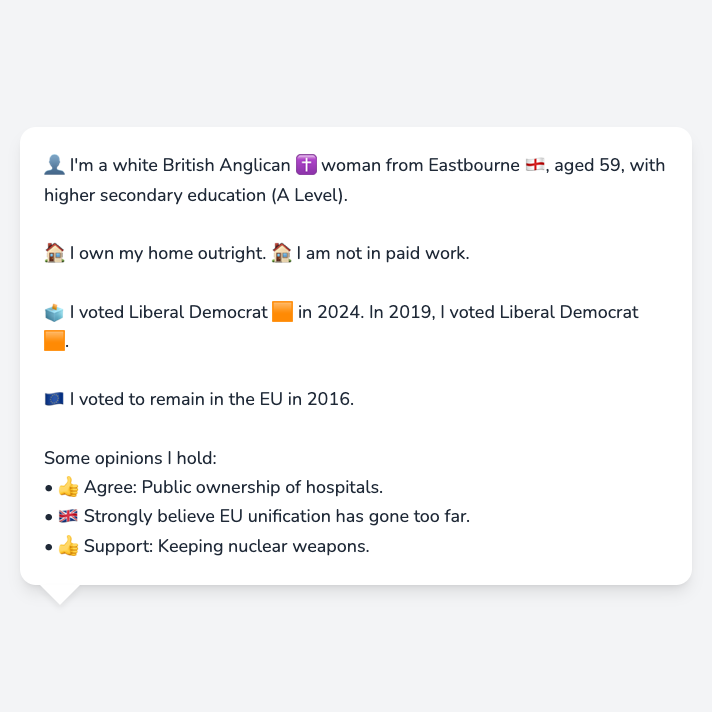 👤 I'm a white British Anglican ✝️ woman from Eastbourne 🏴󠁧󠁢󠁥󠁮󠁧󠁿, aged 59, with
higher secondary education (A Level).
🏠 I own my home outright. 🏠 I am not in paid work.
🗳️ I voted Liberal Democrat 🟧 in 2024. In 2019, I voted Liberal Democrat
🟧.
🇪🇺 I voted to remain in the EU in 2016.
Some opinions I hold:
• 👍 Agree: Public ownership of hospitals.
• 🇬🇧 Strongly believe EU unification has gone too far.
• 👍 Support: Keeping nuclear weapons.